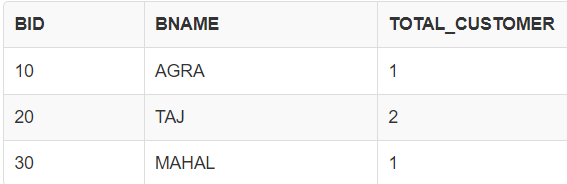 BID BNAME TOTAL_CUSTOMER
10 AGRA 1
20 TAJ 2
30 MAHAL 1